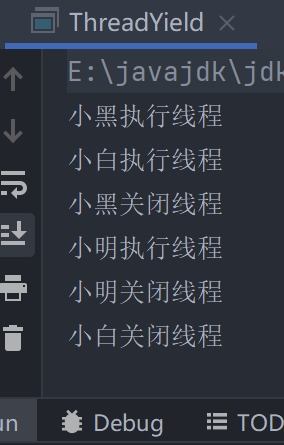 ThreadYield
E:\javajdk\jdk
小黑执行线程
小白执行线程
小黑关闭线程
小明执行线程
小明关闭线程
小白关闭线程
un Debug TOD